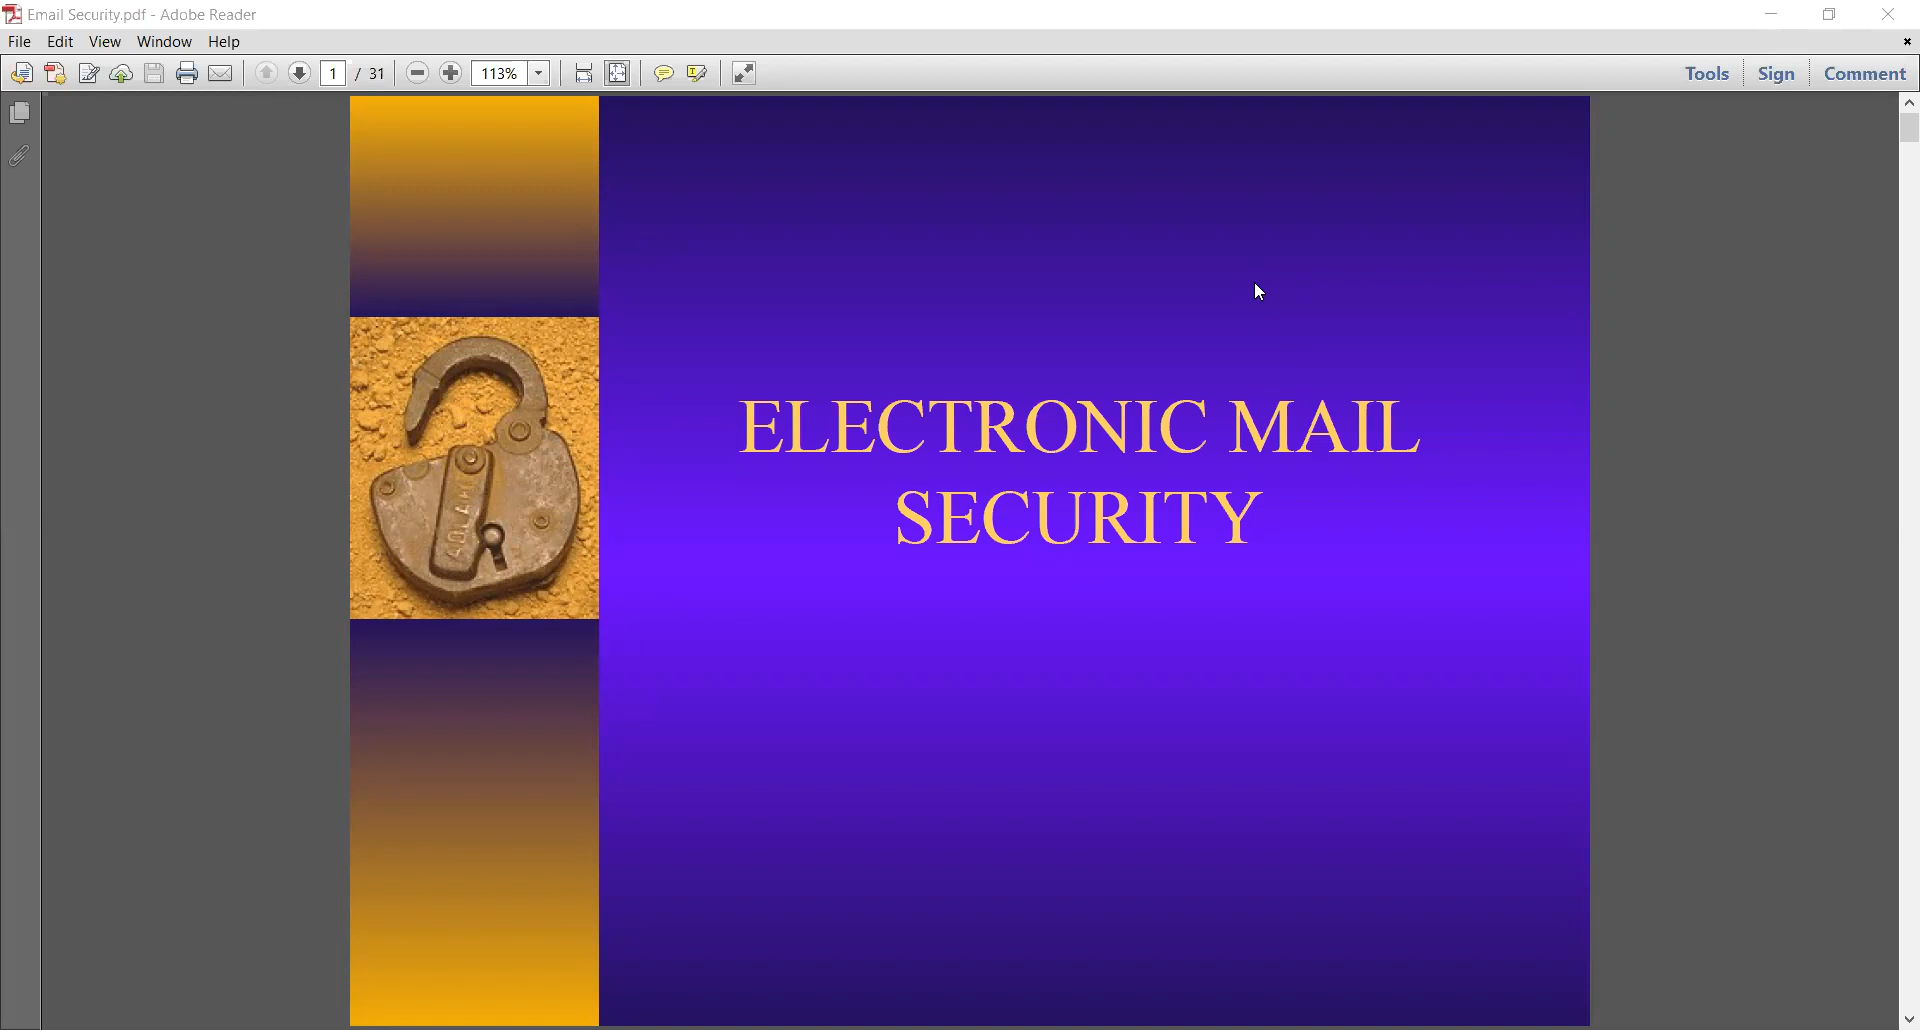 Email Security.pdf - Adobe Reader
File Edit View Window Help
1 / 31 113% Tools Sign Comment
ELECTRONIC MAIL
SECURITY